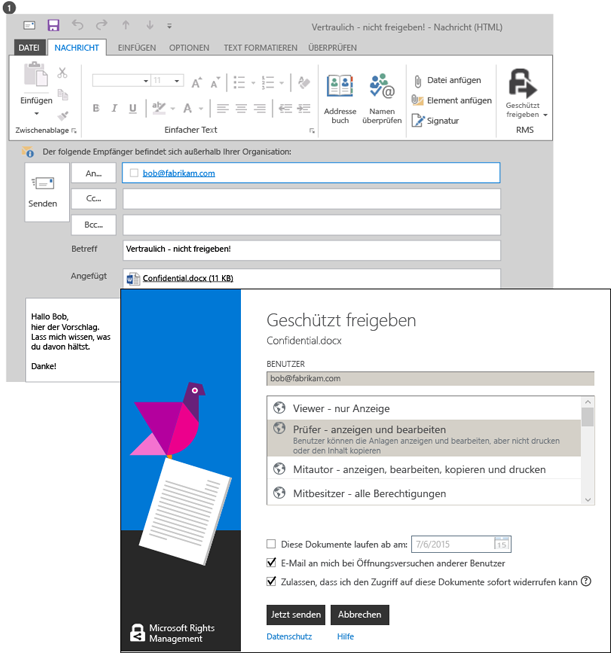 1
Vertraulich - nicht freigeben! - Nachricht (HTML)
DATEI NACHRICHT EINFÜGEN OPTIONEN TEXT FORMATIEREN ÜBERPRÜFEN
Einfügen
Zwischenablage
11
F I U
A
Einfacher Text
Addresse
buch
Namen
überprüfen
Datei anfügen
Element anfügen
Signatur
Geschützt
freigeben
RMS
Der folgende Empfänger befindet sich außerhalb Ihrer Organisation:
Senden
An... bob@fabrikam.com
Cc...
Bcc...
Betreff Vertraulich - nicht freigeben!
Angefügt Confidential.docx (11 KB)
Hallo Bob,
hier der Vorschlag.
Lass mich wissen, was
du davon hältst.
Danke!
Geschützt freigeben
Confidential.docx
BENUTZER
bob@fabrikam.com
Viewer - nur Anzeige
Prüfer - anzeigen und bearbeiten
Benutzer können die Anlagen anzeigen und bearbeiten, aber nicht drucken
oder den Inhalt kopieren
Mitautor - anzeigen, bearbeiten, kopieren und drucken
Mitbesitzer - alle Berechtigungen
Diese Dokumente laufen ab am: 7/6/2015 15
E-Mail an mich bei Öffnungsversuchen anderer Benutzer
Zulassen, dass ich den Zugriff auf diese Dokumente sofort widerrufen kann ?
Jetzt senden Abbrechen
Datenschutz Hilfe
Microsoft Rights
Management